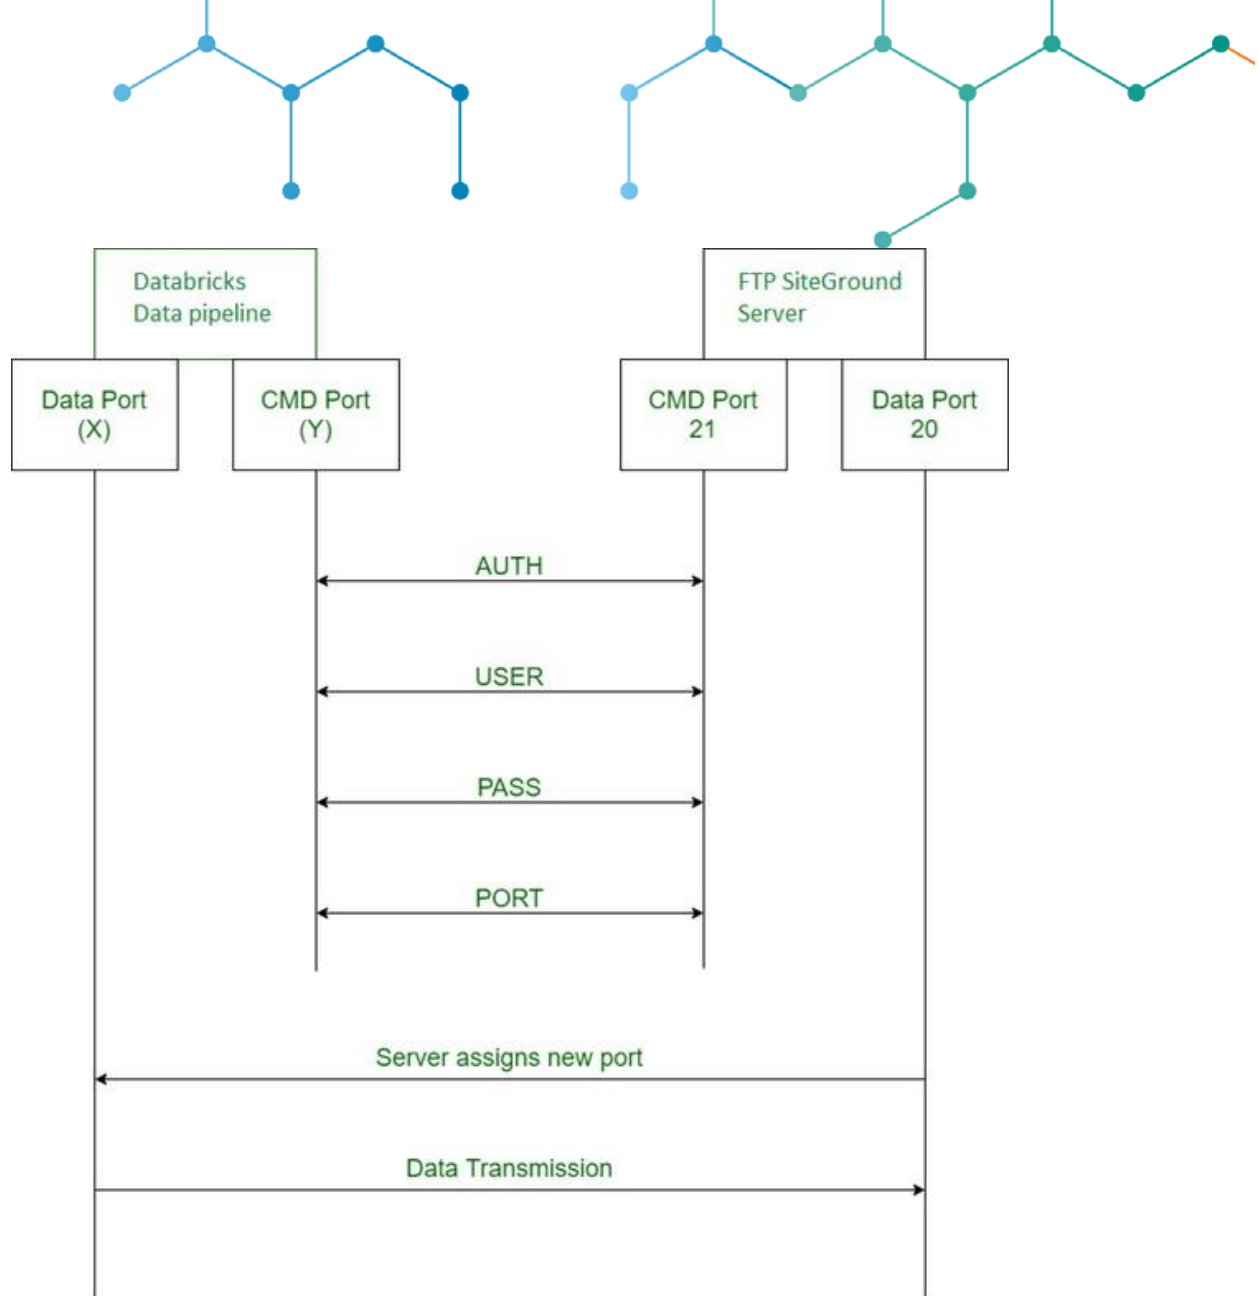 Databricks
Data pipeline
FTP SiteGround
Server
Data Port
(X)
CMD Port
(Y)
CMD Port
21
Data Port
20
AUTH
USER
PASS
PORT
Server assigns new port
Data Transmission